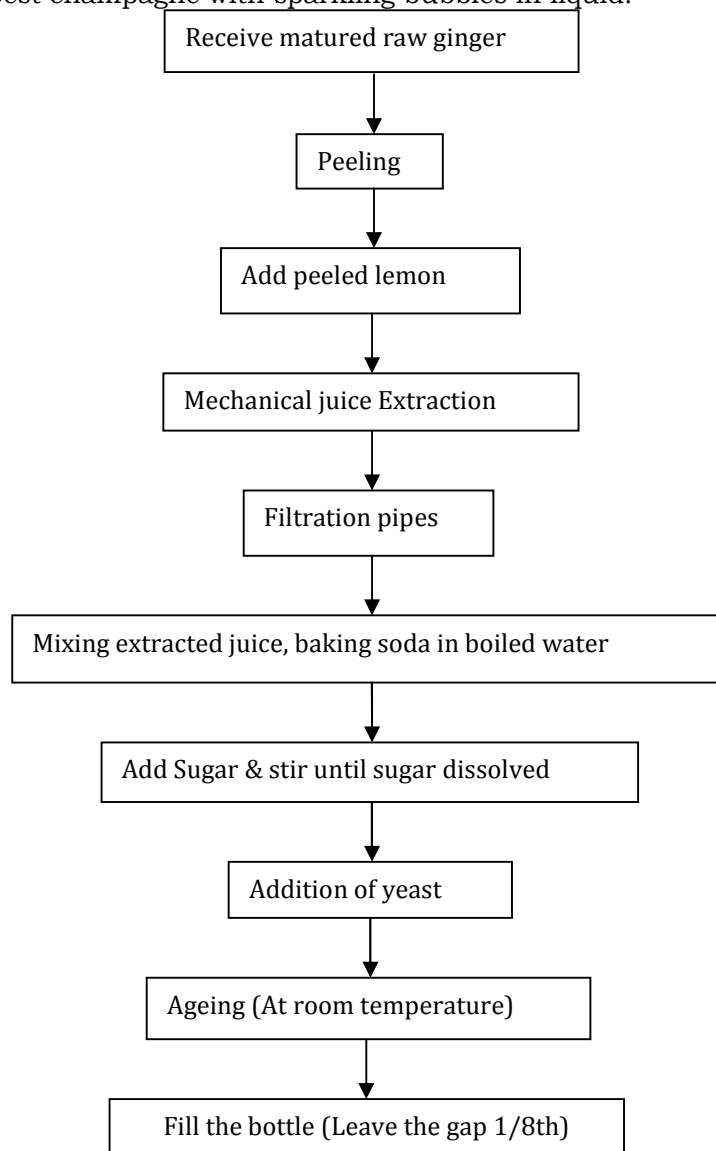 best champagne with sparkling bubbles in liquid.
Receive matured raw ginger
Peeling
Add peeled lemon
Mechanical juice Extraction
Filtration pipes
Mixing extracted juice, baking soda in boiled water
Add Sugar & stir until sugar dissolved
Addition of yeast
Ageing (At room temperature)
Fill the bottle (Leave the gap 1/8th)